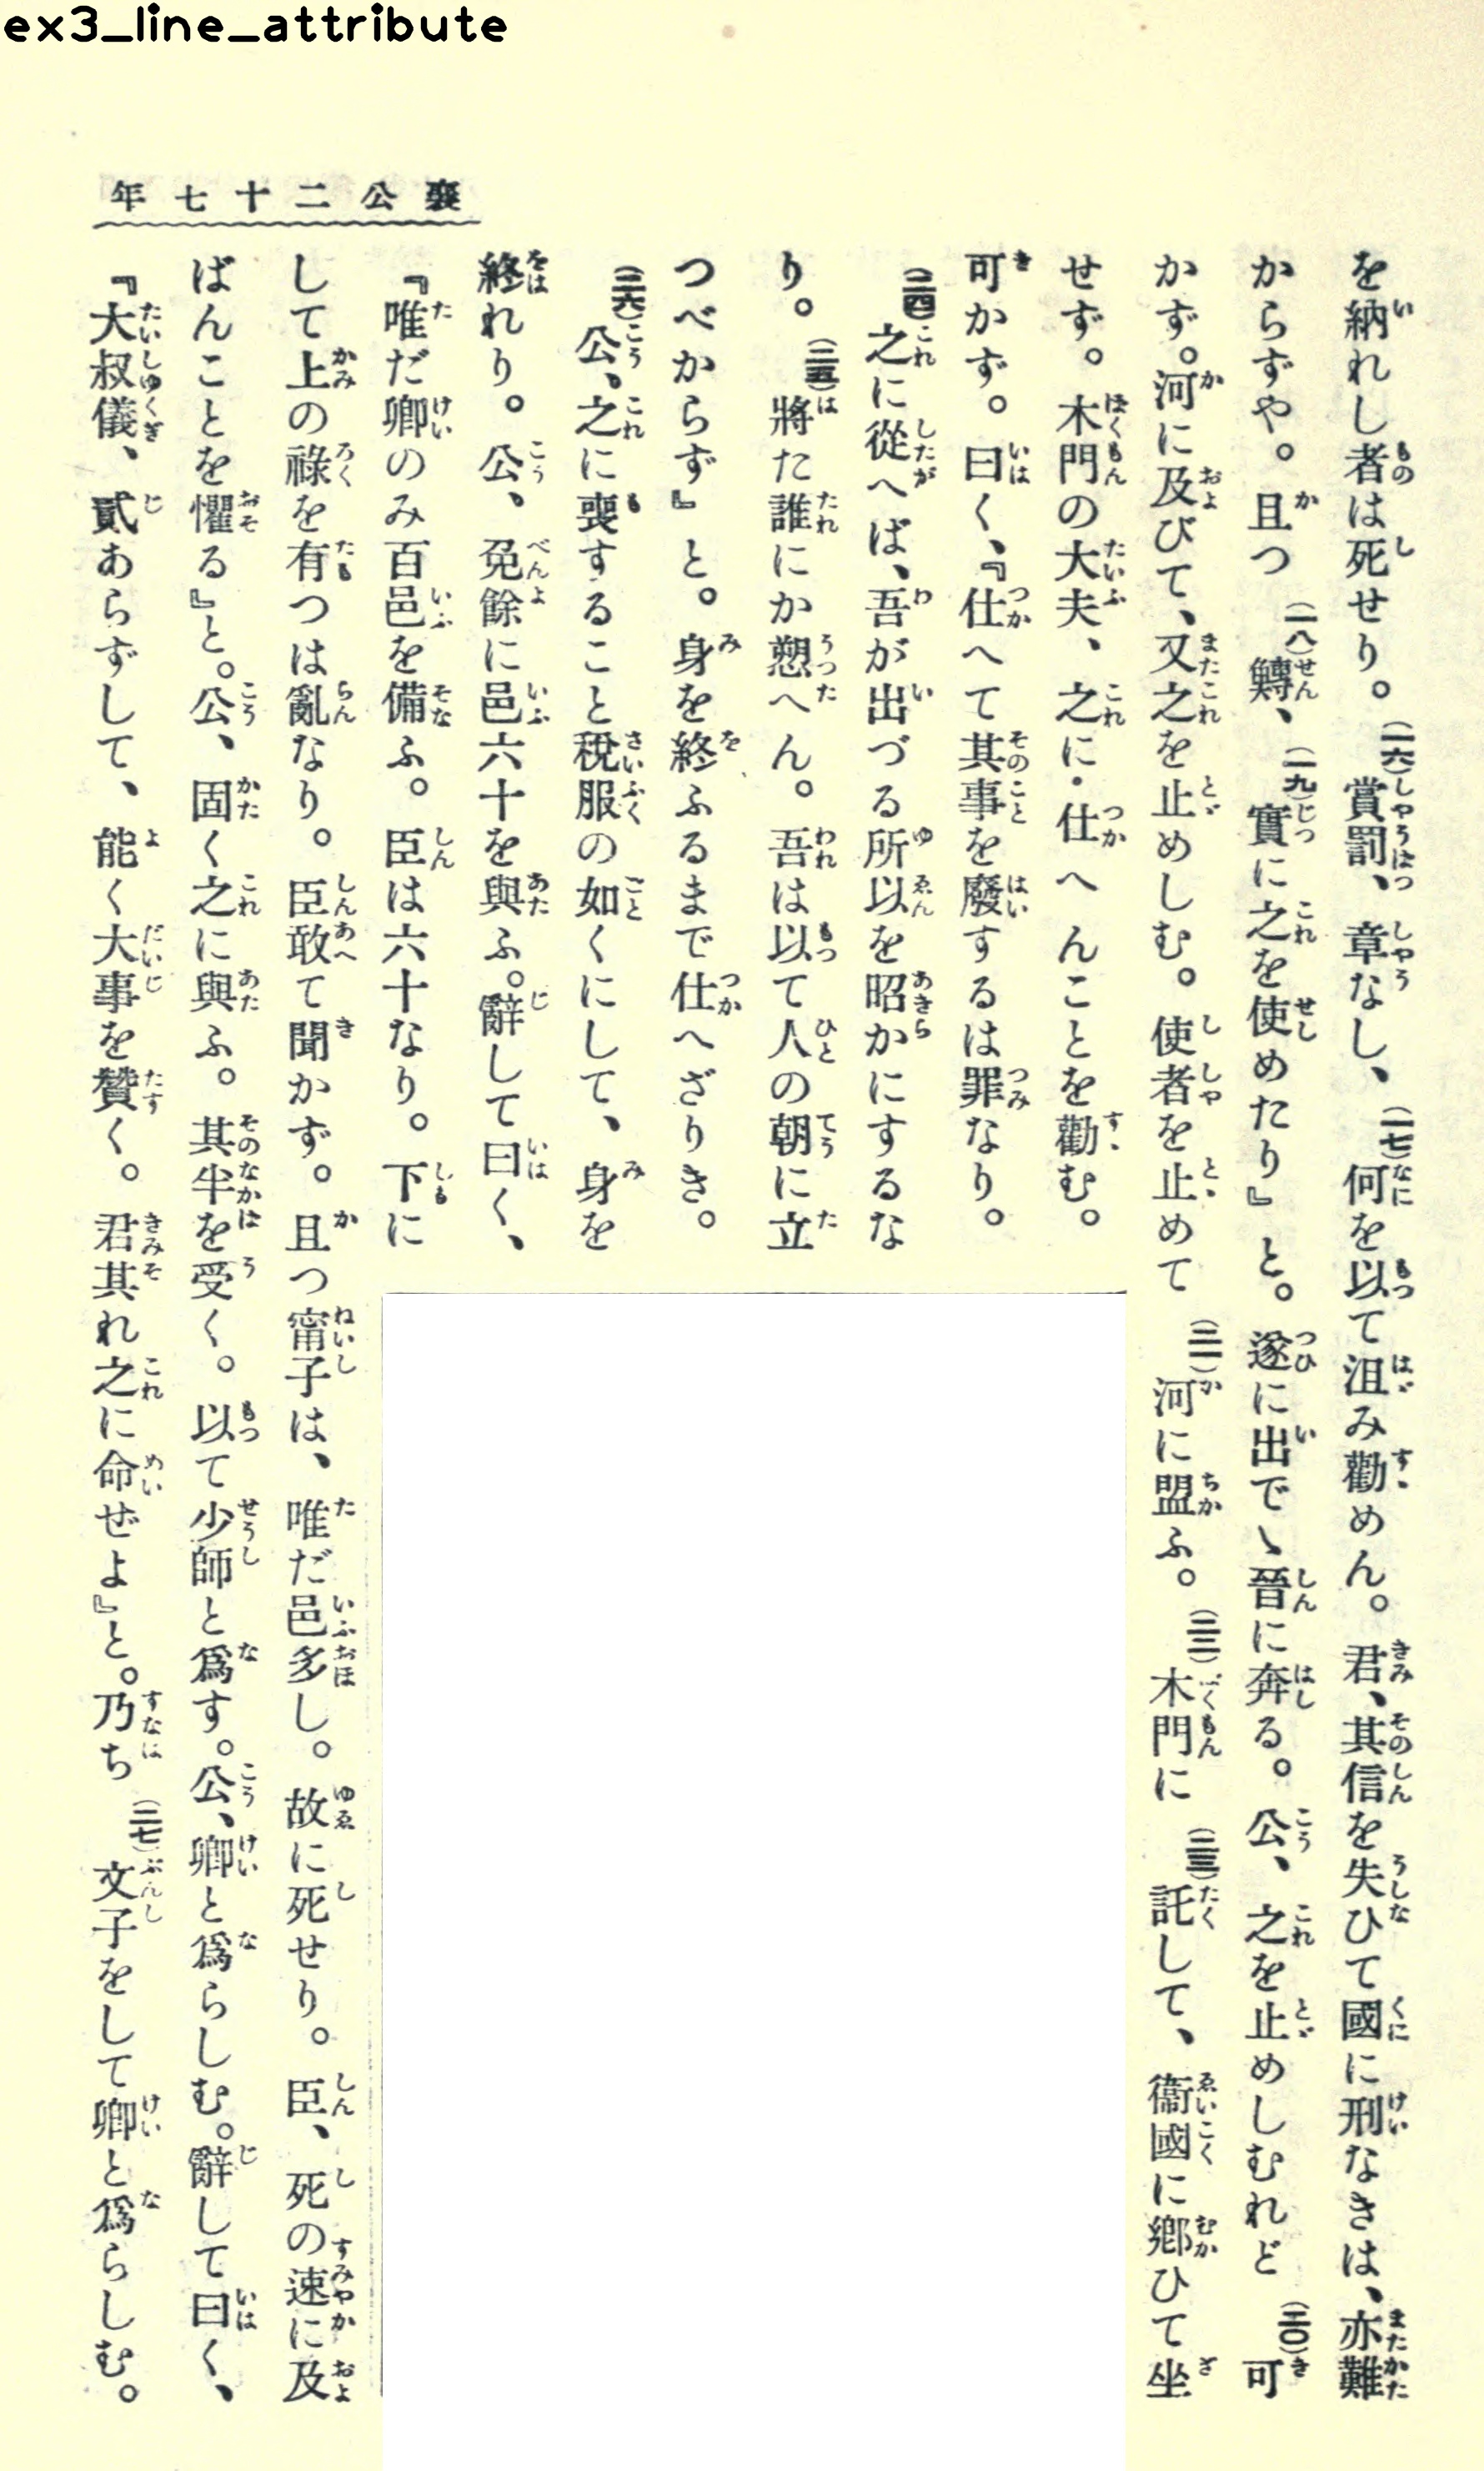 ex3_line_attribute
襄公二十七年
を納れし者は死せり。(一六)賞罰、章なし、(一七)何を以て沮み勸めん。君、其信を失ひて國に刑なきは、亦難
からずや。且つ(一八)鱄、(一九)實に之を使めたり』と。遂に出でゝ晉に奔る。公、之を止めしむれど(二〇)可
かず。河に及びて、又之を止めしむ。使者を止めて(二一)河に盟ふ。(二二)木門に(二三)託して、衞國に鄕ひて坐
せず。木門の大夫、之に仕へんことを勸む。
可かず。曰く、『仕へて其事を廢するは罪なり。
(二四)之に從へば、吾が出づる所以を昭かにするな
り。(二五)將た誰にか愬へん。吾は以て人の朝に立
つべからず』と。身を終ふるまで仕へざりき。
(二六)公、之に喪すること稅服の如くにして、身を
終れり。公、免餘に邑六十を與ふ。辭して曰く、
『唯だ卿のみ百邑を備ふ。臣は六十なり。下に
して上の祿を有つは亂なり。臣敢て聞かず。且つ甯子は、唯だ邑多し。故に死せり。臣、死の速に及
ばんことを懼る』と。公、固く之に與ふ。其半を受く。以て少師と爲す。公、卿と爲らしむ。辭して曰く、
『大叔儀、貳あらずして、能く大事を贊く。君其れ之に命ぜよ』と。乃ち(二七)文子をして卿と爲らしむ。